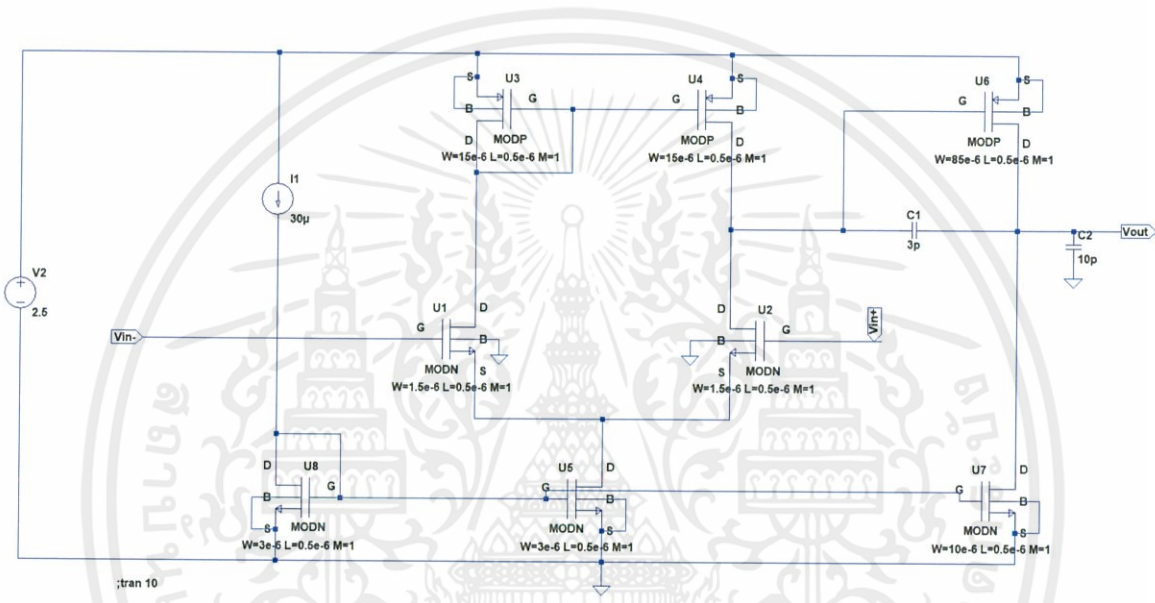 S
U3
G
B
MODP
D
W=15e-6 L=0.5e-6 M=1
U4
S
G
B
MODP
D
W=15e-6 L=0.5e-6 M=1
U6
S
G
B
MODP
D
W=85e-6 L=0.5e-6 M=1
I1
30µ
C1
3p
C2
10p
Vout
V2
2.5
Vin-
D
U1
G
B
MODN
S
W=1.5e-6 L=0.5e-6 M=1
D
U2
G
B
MODN
S
W=1.5e-6 L=0.5e-6 M=1
Vin+
D
U8
G
B
MODN
S
W=3e-6 L=0.5e-6 M=1
U5
D
G
B
MODN
S
W=3e-6 L=0.5e-6 M=1
U7
D
G
B
MODN
S
W=10e-6 L=0.5e-6 M=1
;tran 10